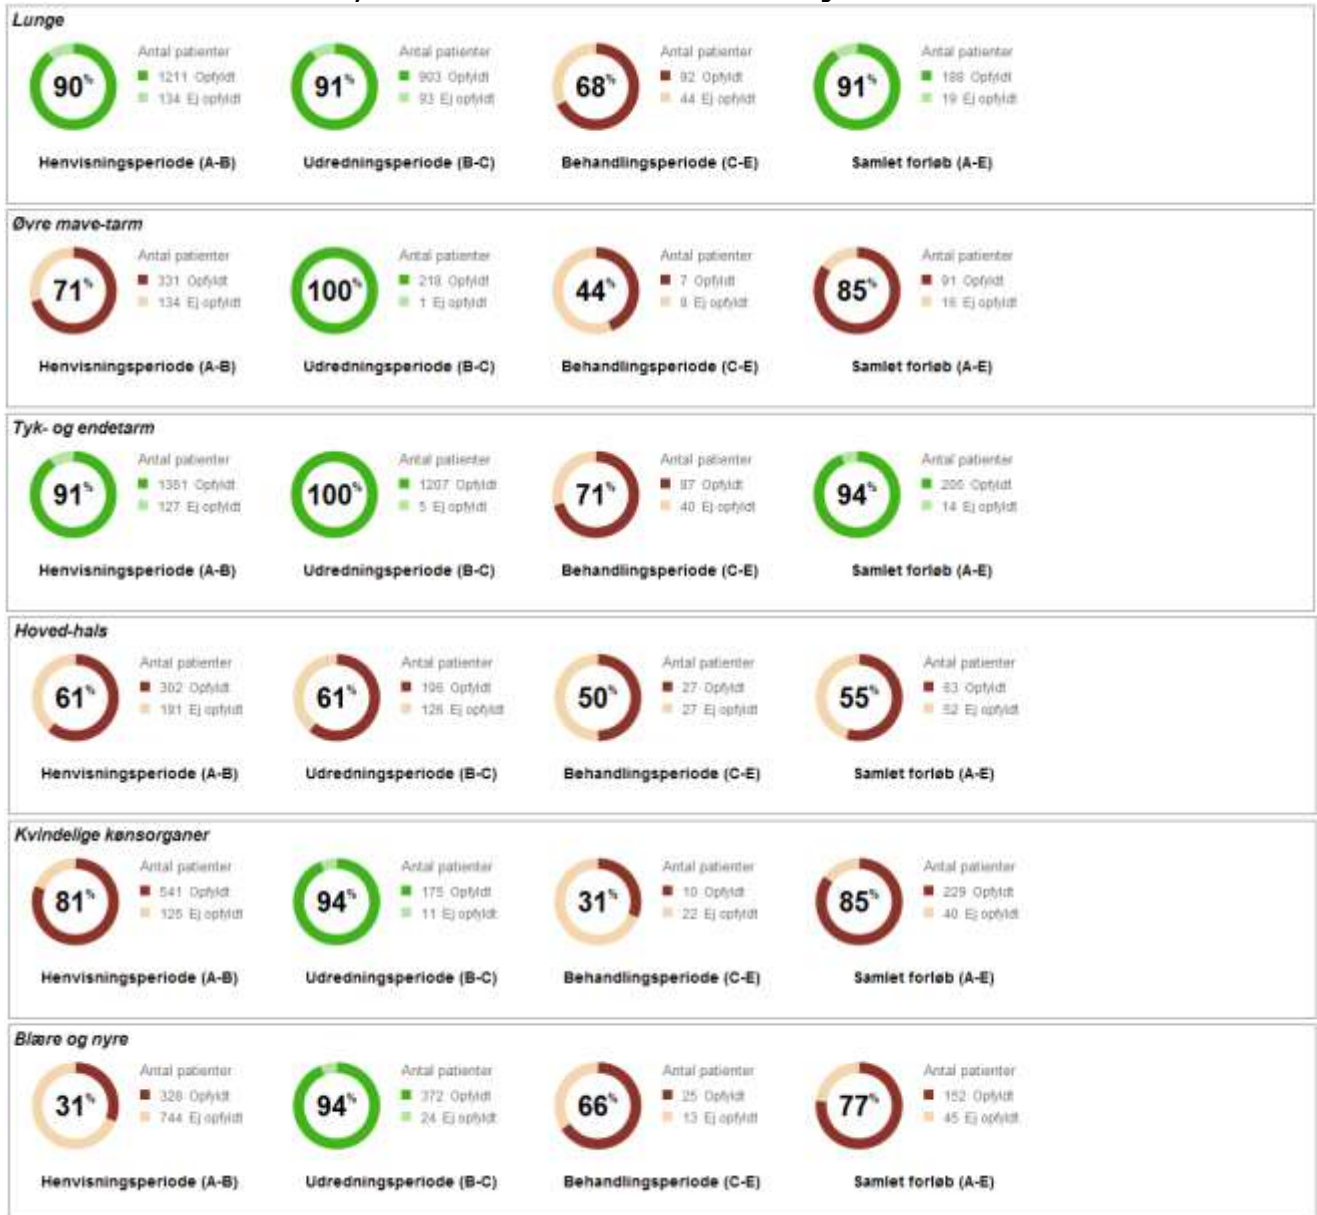 Lunge
Antal patienter Antal patienter Antal patienter Antal patienter
90% 1211 Opfyldt 91% 903 Opfyldt 68% 92 Opfyldt 91% 188 Opfyldt
134 Ej opfyldt 93 Ej opfyldt 44 Ej opfyldt 19 Ej opfyldt
Henvisningsperiode (A-B) Udredningsperiode (B-C) Behandlingsperiode (C-E) Samlet forløb (A-E)
Øvre mave-tarm
Antal patienter Antal patienter Antal patienter Antal patienter
71% 331 Opfyldt 100% 218 Opfyldt 44% 7 Opfyldt 85% 91 Opfyldt
134 Ej opfyldt 1 Ej opfyldt 9 Ej opfyldt 16 Ej opfyldt
Henvisningsperiode (A-B) Udredningsperiode (B-C) Behandlingsperiode (C-E) Samlet forløb (A-E)
Tyk- og endetarm
Antal patienter Antal patienter Antal patienter Antal patienter
91% Opfyldt 100% 1207 Opfyldt 71% 97 Opfyldt 94% Opfyldt
127 Ej opfyldt 5 Ej opfyldt 40 Ej opfyldt 14 Ej opfyldt
Henvisningsperiode (A-B) Udredningsperiode (B-C) Behandlingsperiode (C-E) Samlet forløb (A-E)
Hoved-hals
Antal patienter Antal patienter Antal patienter Antal patienter
61% 302 Opfyldt 61% 196 Opfyldt 50% 27 Opfyldt 55% 63 Opfyldt
191 Ej opfyldt 126 Ej opfyldt 27 Ej opfyldt 52 Ej opfyldt
Henvisningsperiode (A-B) Udredningsperiode (B-C) Behandlingsperiode (C-E) Samlet forløb (A-E)
Kvindelige kønsorganer
Antal patienter Antal patienter Antal patienter Antal patienter
81% 541 Opfyldt 94% 175 Opfyldt 31% 10 Opfyldt 85% 229 Opfyldt
125 Ej opfyldt 11 Ej opfyldt 22 Ej opfyldt 40 Ej opfyldt
Henvisningsperiode (A-B) Udredningsperiode (B-C) Behandlingsperiode (C-E) Samlet forløb (A-E)
Blære og nyre
Antal patienter Antal patienter Antal patienter Antal patienter
31% 328 Opfyldt 94% 372 Opfyldt 66% 25 Opfyldt 77% 152 Opfyldt
744 Ej opfyldt 24 Ej opfyldt 13 Ej opfyldt 45 Ej opfyldt
Henvisningsperiode (A-B) Udredningsperiode (B-C) Behandlingsperiode (C-E) Samlet forløb (A-E)